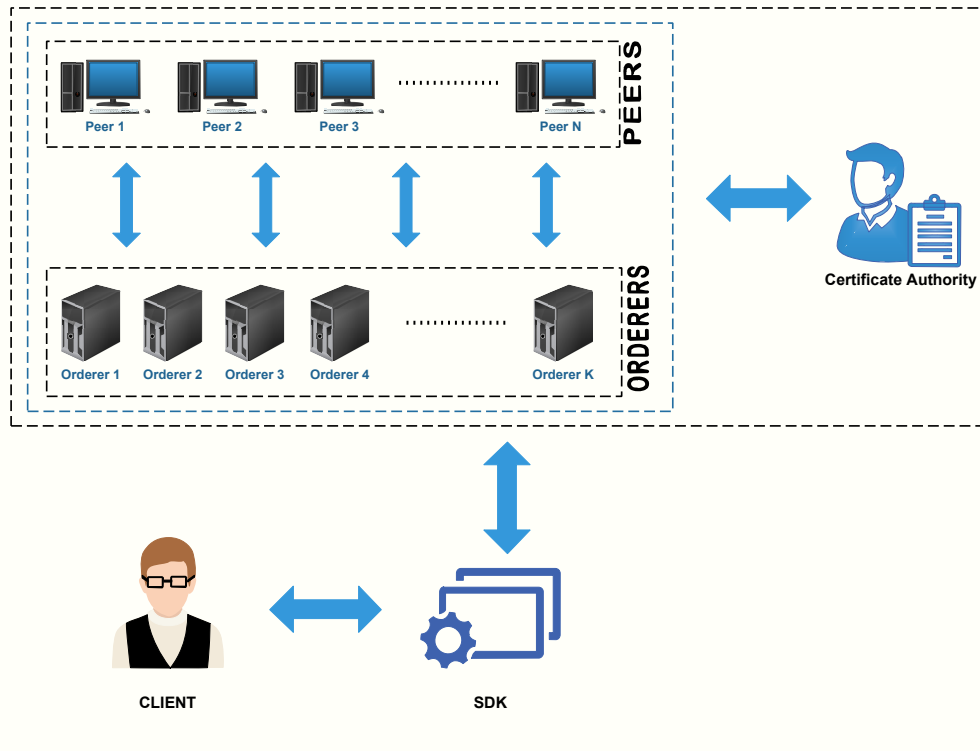 PEERS
Peer 1
Peer 2
Peer 3
Peer N
Certificate Authority
ORDERERS
Orderer 1
Orderer 2
Orderer 3
Orderer 4
Orderer K
CLIENT
SDK